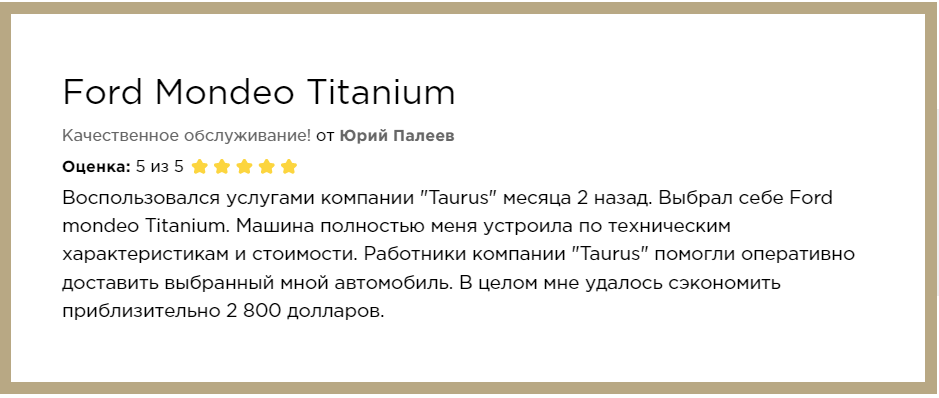 Ford Mondeo Titanium
Качественное обслуживание! от Юрий Палеев
Оценка: 5 из 5
Воспользовался услугами компании "Taurus" месяца 2 назад. Выбрал себе Ford
mondeo Titanium. Машина полностью меня устроила по техническим
характеристикам и стоимости. Работники компании "Taurus" помогли оперативно
доставить выбранный мной автомобиль. В целом мне удалось сэкономить
приблизительно 2 800 долларов.